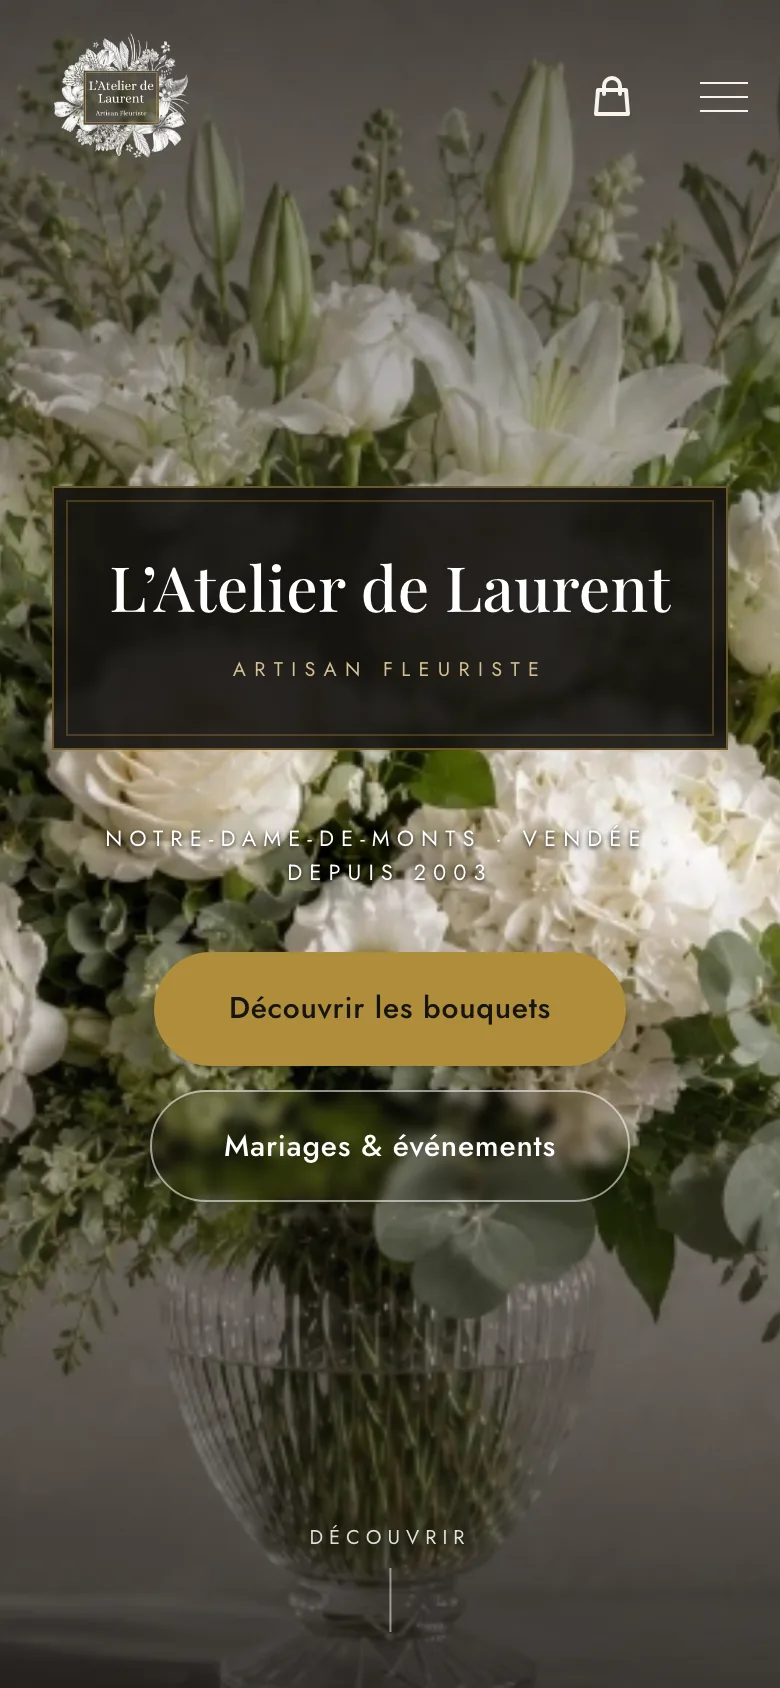 L’Atelier de
Laurent
Artisan Fleuriste
L’Atelier de Laurent
ARTISAN FLEURISTE
NOTRE-DAME-DE-MONTS · VENDÉE ·
DEPUIS 2003
Découvrir les bouquets
Mariages & événements
DÉCOUVRIR